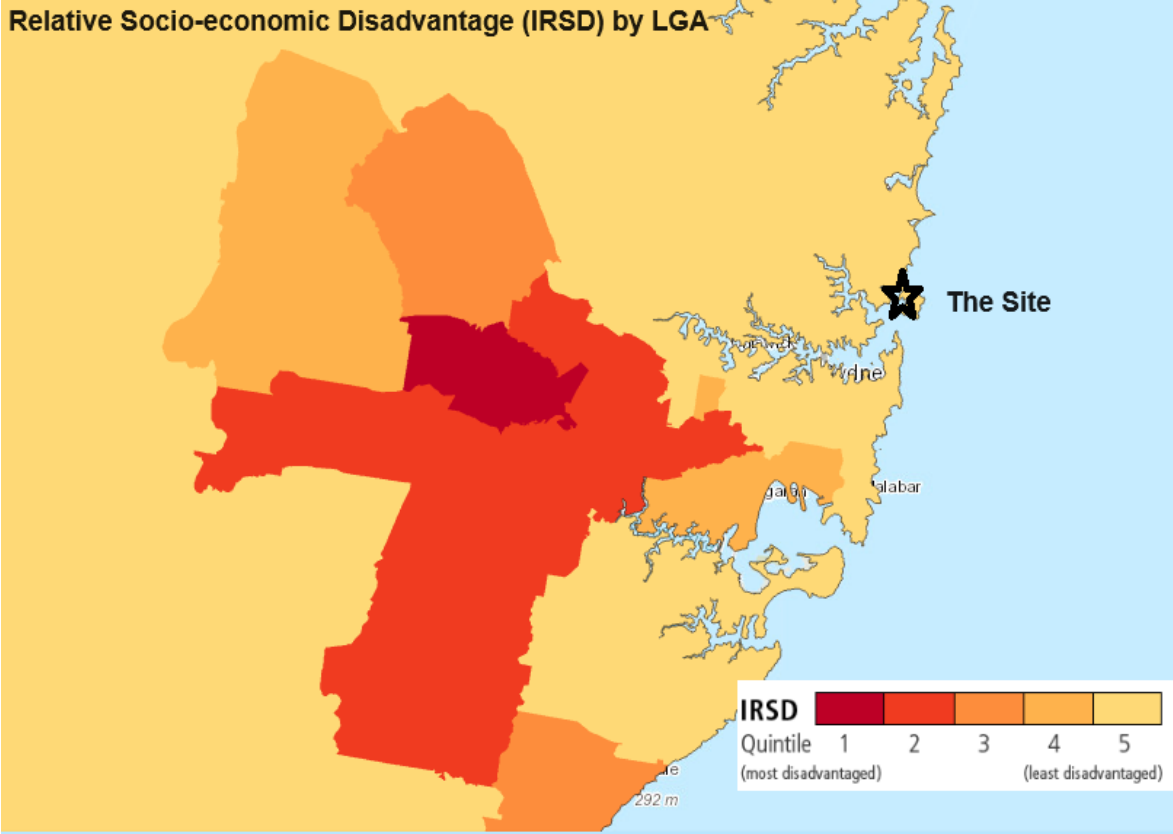 Relative Socio-economic Disadvantage (IRSD) by LGA
The Site
IRSD
Quintile 1 2 3 4 5
(most disadvantaged) (least disadvantaged)
292 m